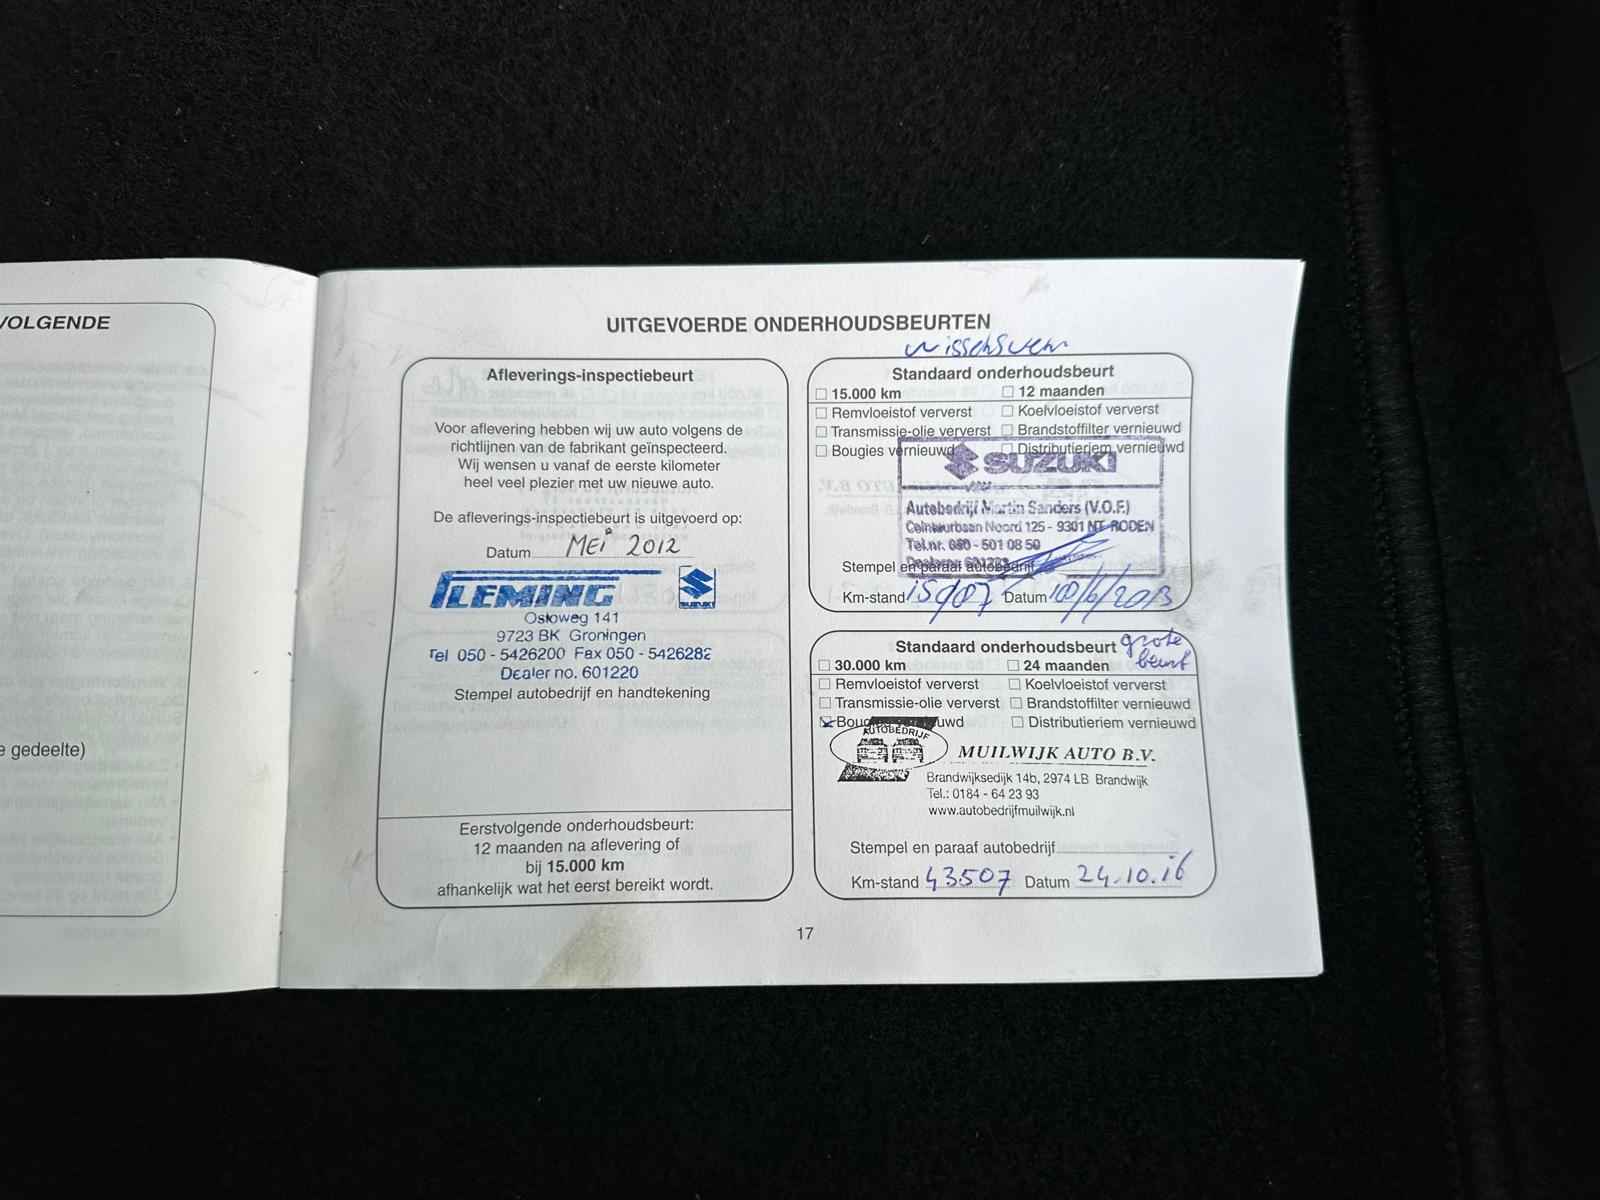 VOLGENDE
e gedeelte)
UITGEVOERDE ONDERHOUDSBEURTEN
Afleverings-inspectiebeurt
Voor aflevering hebben wij uw auto volgens de
richtlijnen van de fabrikant geïnspecteerd.
Wij wensen u vanaf de eerste kilometer
heel veel plezier met uw nieuwe auto.
De afleverings-inspectiebeurt is uitgevoerd op:
Datum MEI 2012
FLEMING SUZUKI
Osloweg 141
9723 BK Groningen
Tel 050 - 5426200 Fax 050 - 5426282
Dealer no. 601220
Stempel autobedrijf en handtekening
Eerstvolgende onderhoudsbeurt:
12 maanden na aflevering of
bij 15.000 km
afhankelijk wat het eerst bereikt wordt.
Standaard onderhoudsbeurt
15.000 km 12 maanden
Remvloeistof ververst Koelvloeistof ververst
Transmissie-olie ververst Brandstoffilter vernieuwd
Bougies vernieuwd Distributieriem vernieuwd
SUZUKI
Autobedrijf Martin Sanders (V.O.F.)
Noord 125 - 9301 NT RODEN
Tel.nr. 050 - 501 08 50
Stempel en paraaf autobedrijf
Km-stand Datum 10/6/2013
Standaard onderhoudsbeurt grote beurt
30.000 km 24 maanden
Remvloeistof ververst Koelvloeistof ververst
Transmissie-olie ververst Brandstoffilter vernieuwd
Bougies vernieuwd Distributieriem vernieuwd
AUTOBEDRIJF
MUILWIJK AUTO B.V.
Brandwijksedijk 14b, 2974 LB Brandwijk
Tel.: 0184 - 64 23 93
www.autobedrijfmuilwijk.nl
Stempel en paraaf autobedrijf
Km-stand 43507 Datum 24.10.16
17